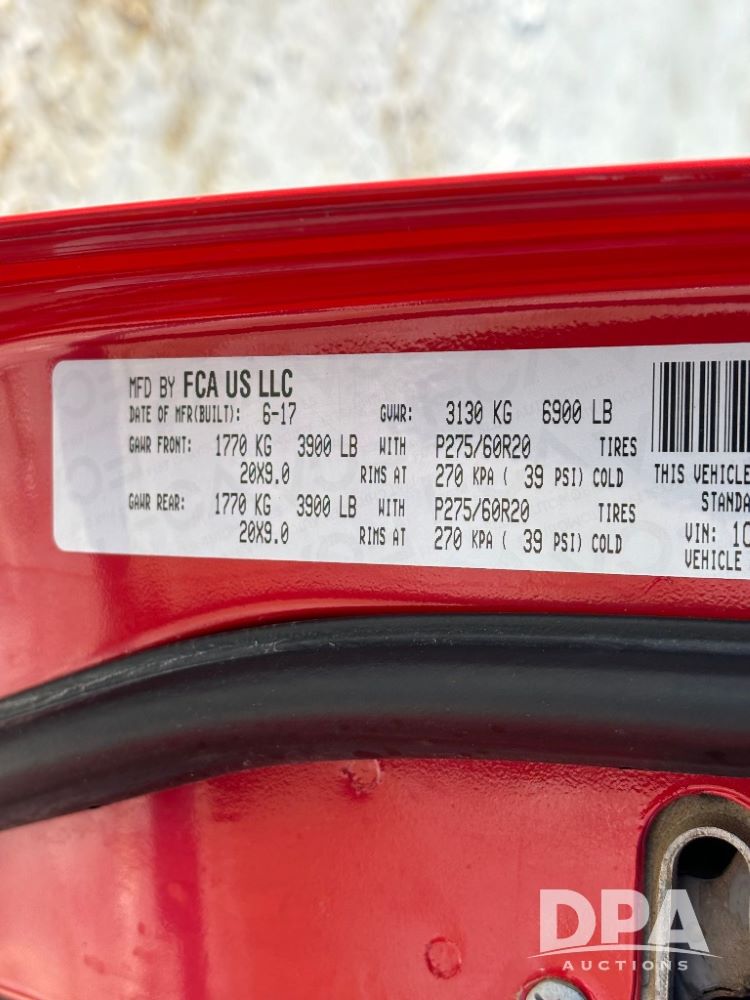 MFD BY FCA US LLC
DATE OF MFR(BUILT): 6-17 GVWR: 3130 KG 6900 LB
GAWR FRONT: 1770 KG 3900 LB WITH P275/60R20 TIRES
20X9.0 RIMS AT 270 KPA ( 39 PSI) COLD THIS VEHICLE
GAWR REAR: 1770 KG 3900 LB WITH P275/60R20 TIRES
20X9.0 RIMS AT 270 KPA ( 39 PSI) COLD
VIN: 1C
VEHICLE
DPA
AUCTIONS